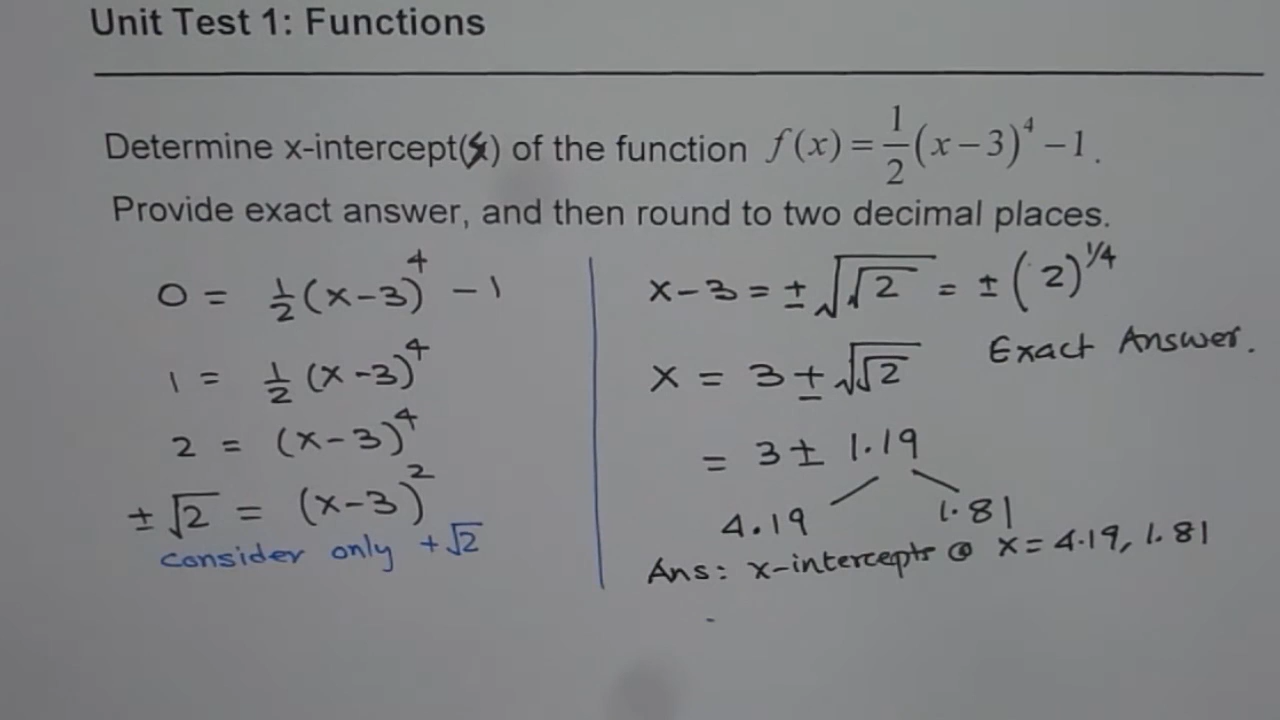 Unit Test 1: Functions
Determine x-intercept(s) of the function f(x) = 1/2 (x − 3)^4 − 1.
Provide exact answer, and then round to two decimal places.
0 = 1/2 (x-3)^4 - 1
1 = 1/2 (x-3)^4
2 = (x-3)^4
± √2 = (x-3)^2
consider only +√2
x-3 = ± √√2 = ± (2)^1/4
Exact Answer.
x = 3 ± √√2
= 3 ± 1.19
4.19 1.81
Ans: x-intercepts @ x = 4.19, 1.81